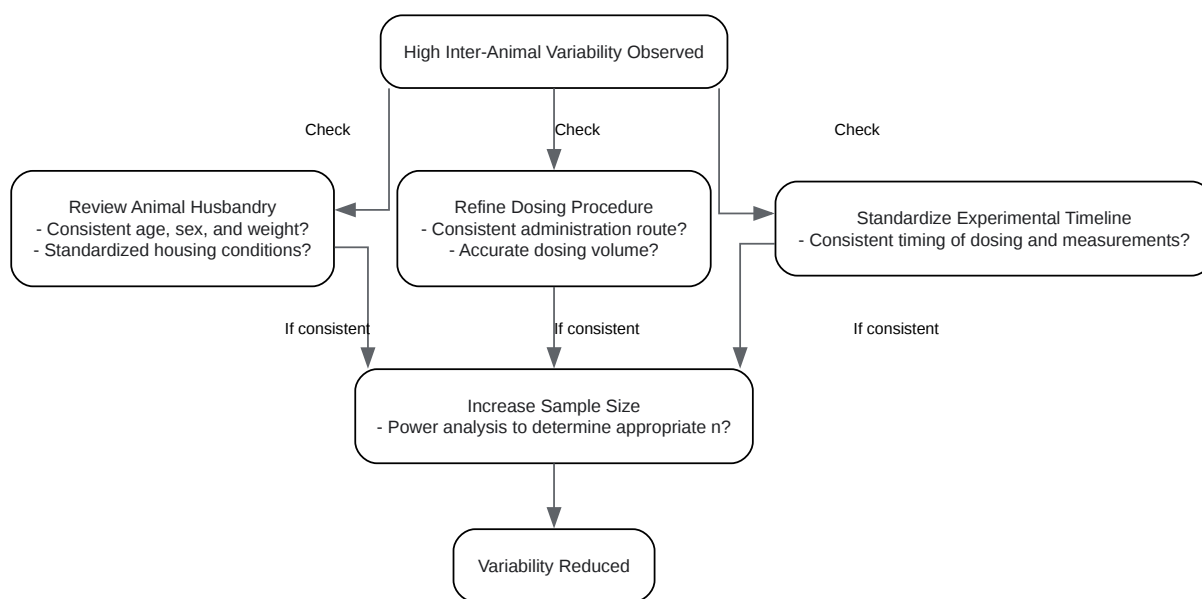 High Inter-Animal Variability Observed
Check
Check
Check
Review Animal Husbandry
- Consistent age, sex, and weight?
- Standardized housing conditions?
Refine Dosing Procedure
- Consistent administration route?
- Accurate dosing volume?
Standardize Experimental Timeline
- Consistent timing of dosing and measurements?
If consistent
If consistent
If consistent
Increase Sample Size
- Power analysis to determine appropriate n?
Variability Reduced